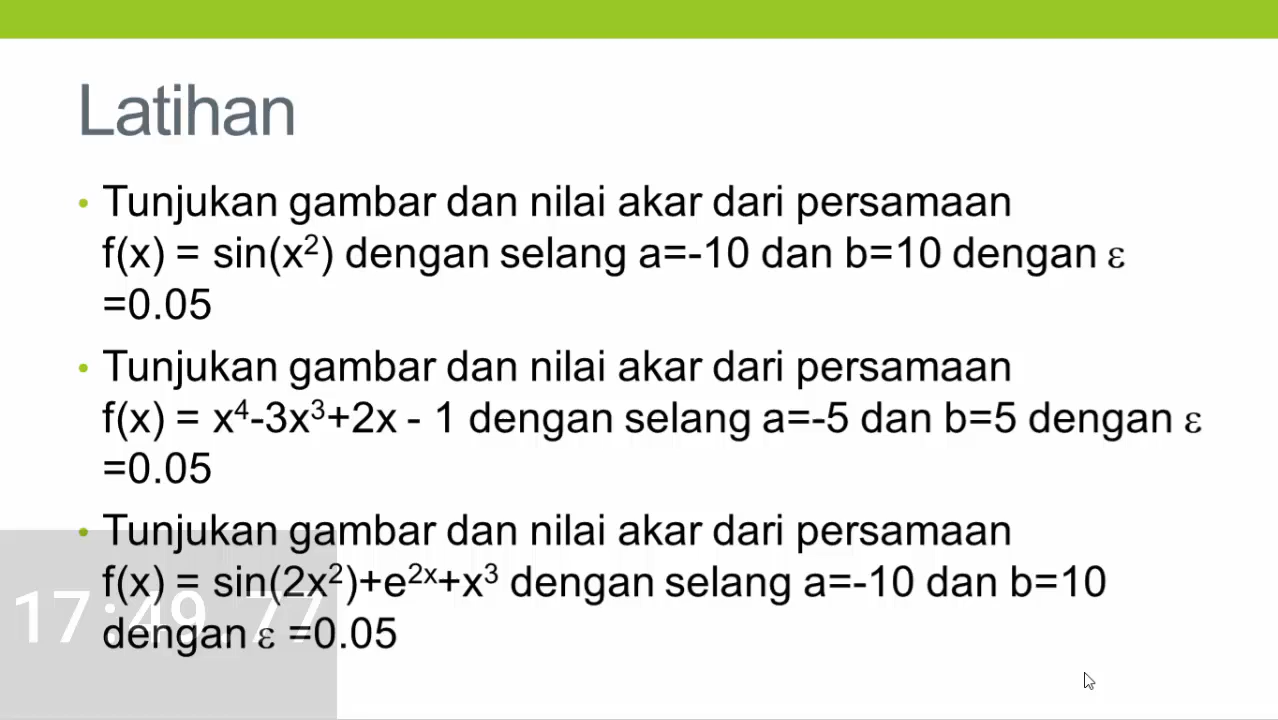 Latihan
• Tunjukan gambar dan nilai akar dari persamaan
f(x) = sin(x²) dengan selang a=-10 dan b=10 dengan ε
=0.05
• Tunjukan gambar dan nilai akar dari persamaan
f(x) = x⁴-3x³+2x - 1 dengan selang a=-5 dan b=5 dengan ε
=0.05
• Tunjukan gambar dan nilai akar dari persamaan
f(x) = sin(2x²)+e²ˣ+x³ dengan selang a=-10 dan b=10
dengan ε =0.05
17:49.77